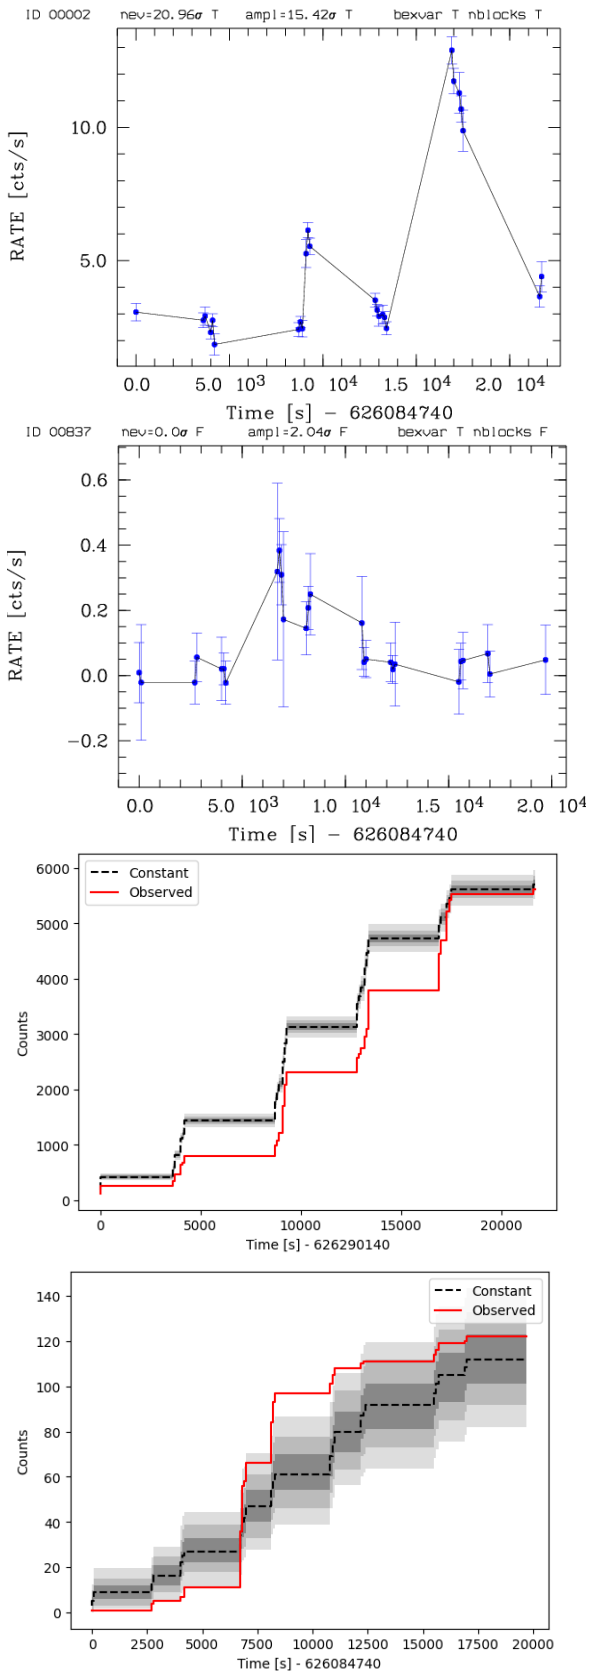 ID 00002 nev=20.96σ T ampl=15.42σ T bexvar T nblocks T
10.0
5.0
RATE [cts/s]
0.0 5.0 10³ 1.0 10⁴ 1.5 10⁴ 2.0 10⁴
Time [s] − 626084740
ID 00837 nev=0.0σ F ampl=2.04σ F bexvar T nblocks F
0.6
0.4
0.2
0.0
−0.2
RATE [cts/s]
0.0 5.0 10³ 1.0 10⁴ 1.5 10⁴ 2.0 10⁴
Time [s] − 626084740
Constant
Observed
6000
5000
4000
3000
2000
1000
0
Counts
0 5000 10000 15000 20000
Time [s] - 626290140
Constant
Observed
140
120
100
80
60
40
20
0
Counts
0 2500 5000 7500 10000 12500 15000 17500 20000
Time [s] - 626084740